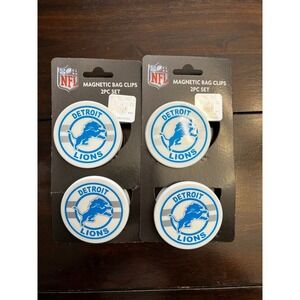 NFL
MAGNETIC BAG CLIPS
2PC SET
DETROIT
LIONS
DETROIT
LIONS
NFL
MAGNETIC BAG CLIPS
2PC SET
DETROIT
LIONS
DETROIT
LIONS